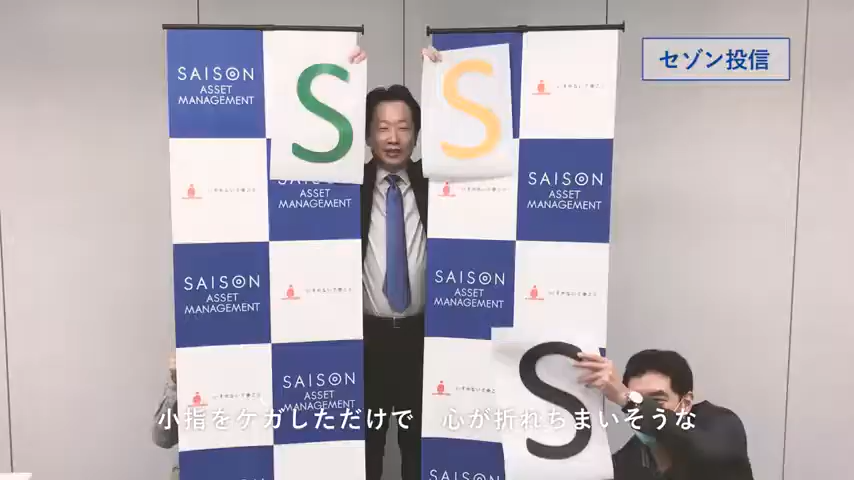 セゾン投信
SAISON
ASSET
MANAGEMENT
S
S
SAISON
ASSET
MANAGEMENT
ASSET
MANAGEMENT
SAISON
ASSET
MANAGEMENT
SAISON
ASSET
MANAGEMENT
SAISON
ASSET
MANAGEMENT
S
SAISON
小指をケガしただけで 心が折れちまいそうな